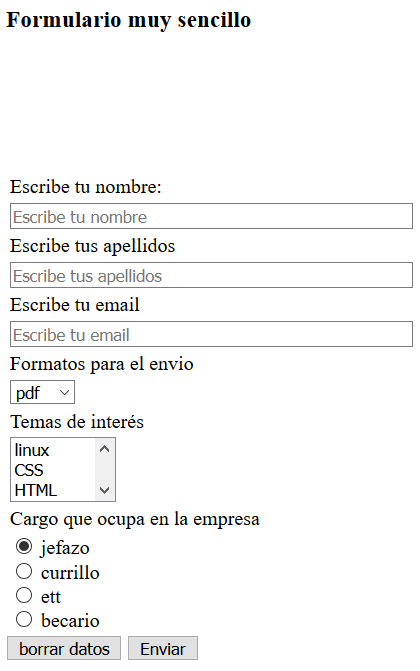 Formulario muy sencillo
Escribe tu nombre:
Escribe tu nombre
Escribe tus apellidos
Escribe tus apellidos
Escribe tu email
Escribe tu email
Formatos para el envio
pdf
Temas de interés
linux
CSS
HTML
Cargo que ocupa en la empresa
jefazo
currillo
ett
becario
borrar datos Enviar